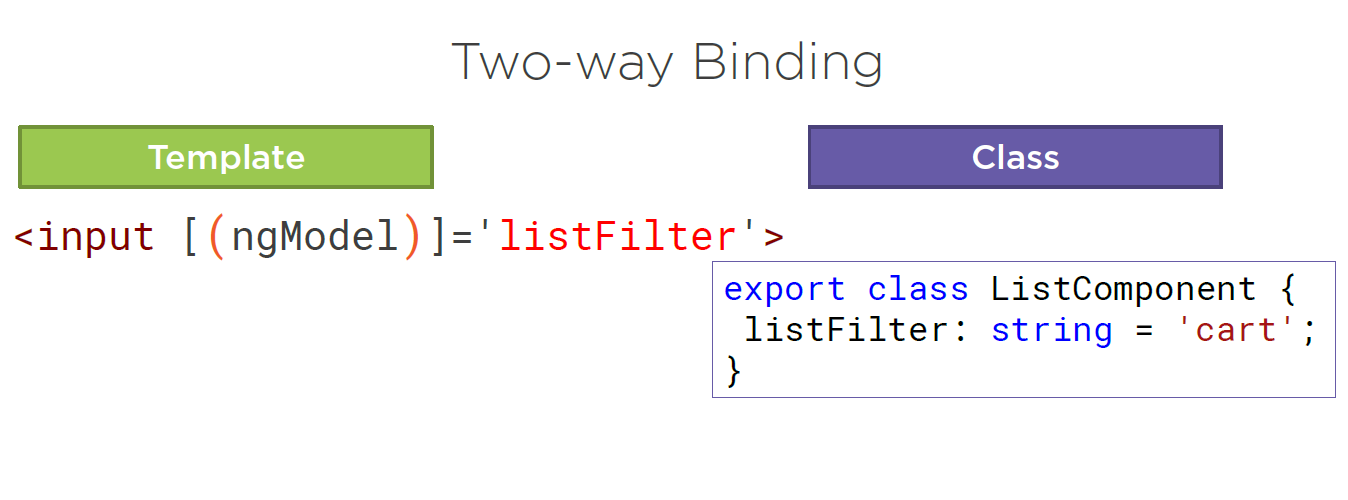 Two-way Binding
Template
Class
<input [(ngModel)]='listFilter'>
export class ListComponent {
listFilter: string = 'cart';
}